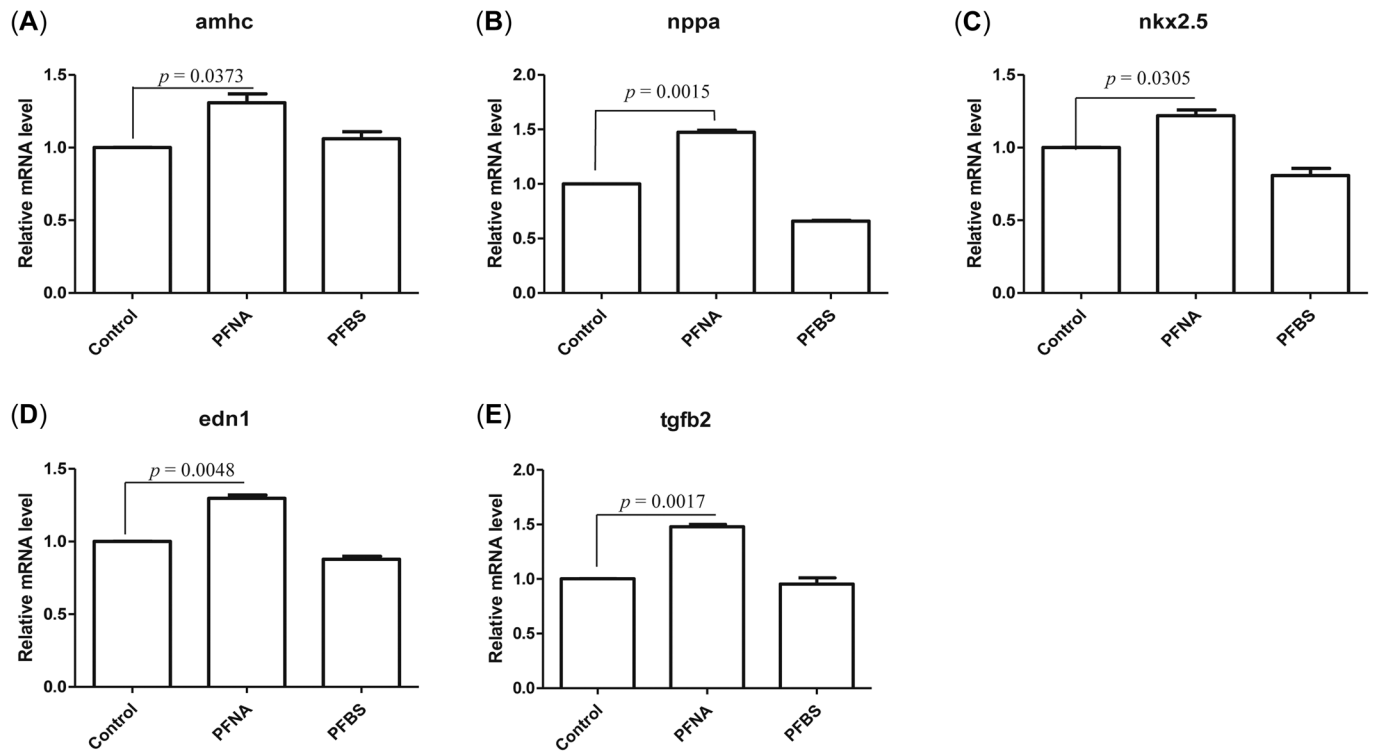 (A)
amhc
Relative mRNA level
1.5
1.0
0.5
0.0
p = 0.0373
Control
PFNA
PFBS
(B)
nppa
Relative mRNA level
2.0
1.5
1.0
0.5
0.0
p = 0.0015
Control
PFNA
PFBS
(C)
nkx2.5
Relative mRNA level
1.5
1.0
0.5
0.0
p = 0.0305
Control
PFNA
PFBS
(D)
edn1
Relative mRNA level
1.5
1.0
0.5
0.0
p = 0.0048
Control
PFNA
PFBS
(E)
tgfb2
Relative mRNA level
2.0
1.5
1.0
0.5
0.0
p = 0.0017
Control
PFNA
PFBS